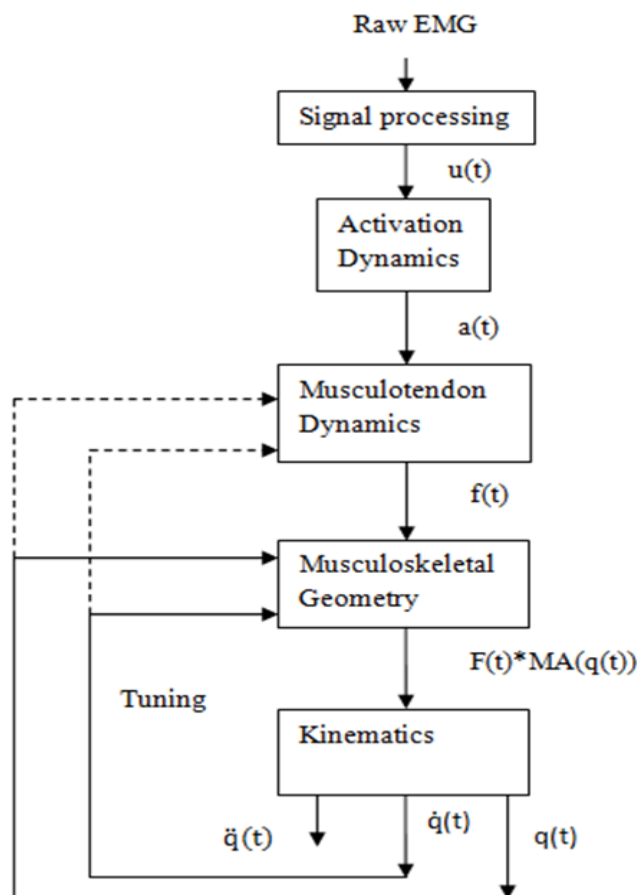 Raw EMG
Signal processing
u(t)
Activation
Dynamics
a(t)
Musculotendon
Dynamics
f(t)
Musculoskeletal
Geometry
F(t)*MA(q(t))
Tuning
Kinematics
q̈(t)
q̇(t)
q(t)